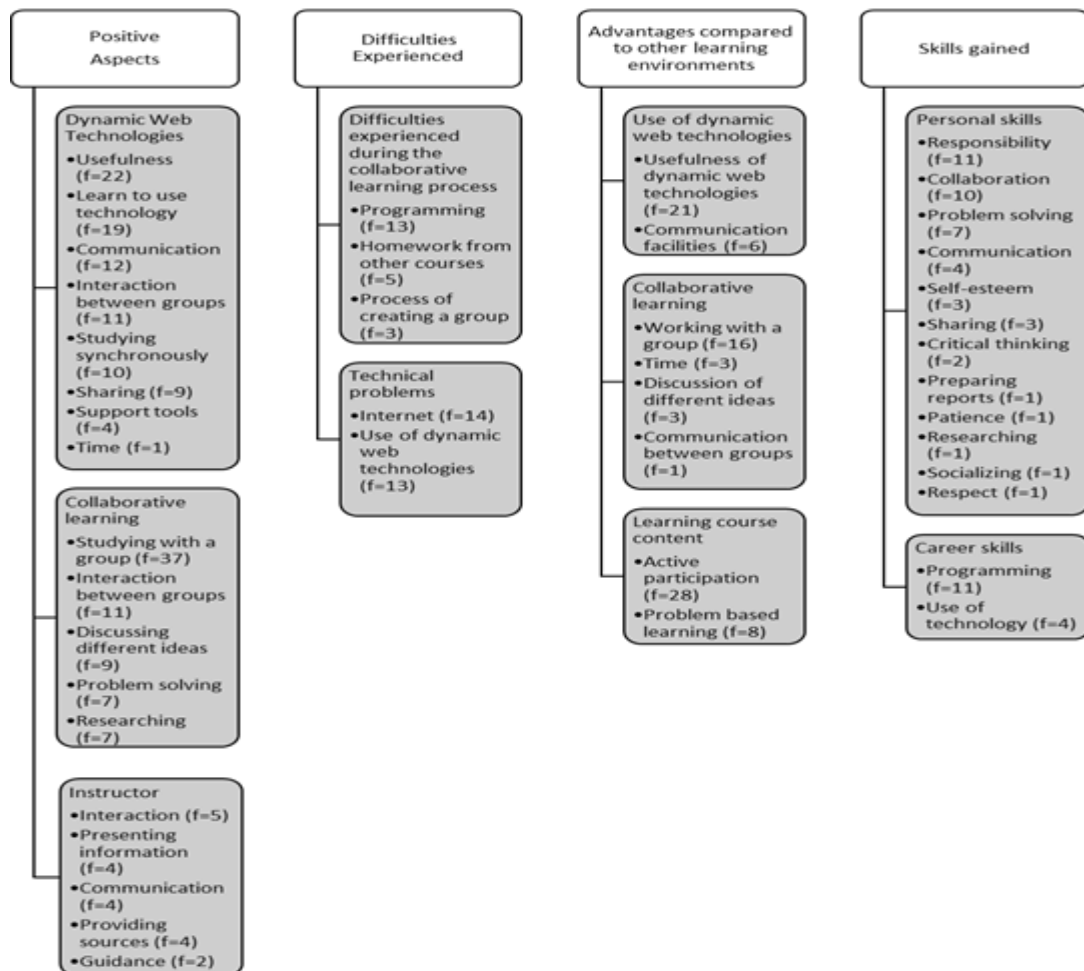 Positive
Aspects
Dynamic Web
Technologies
•Usefulness
(f=22)
•Learn to use
technology
(f=19)
•Communication
(f=12)
•Interaction
between groups
(f=11)
•Studying
synchronously
(f=10)
•Sharing (f=9)
•Support tools
(f=4)
•Time (f=1)
Collaborative
learning
•Studying with a
group (f=37)
•Interaction
between groups
(f=11)
•Discussing
different ideas
(f=9)
•Problem solving
(f=7)
•Researching
(f=7)
Instructor
•Interaction (f=5)
•Presenting
information
(f=4)
•Communication
(f=4)
•Providing
sources (f=4)
•Guidance (f=2)
Difficulties
Experienced
Difficulties
experienced
during the
collaborative
learning process
•Programming
(f=13)
•Homework from
other courses
(f=5)
•Process of
creating a group
(f=3)
Technical
problems
•Internet (f=14)
•Use of dynamic
web
technologies
(f=13)
Advantages compared
to other learning
environments
Use of dynamic
web technologies
•Usefulness of
dynamic web
technologies
(f=21)
•Communication
facilities (f=6)
Collaborative
learning
•Working with a
group (f=16)
•Time (f=3)
•Discussion of
different ideas
(f=3)
•Communication
between groups
(f=1)
Learning course
content
•Active
participation
(f=28)
•Problem based
learning (f=8)
Skills gained
Personal skills
•Responsibility
(f=11)
•Collaboration
(f=10)
•Problem solving
(f=7)
•Communication
(f=4)
•Self-esteem
(f=3)
•Sharing (f=3)
•Critical thinking
(f=2)
•Preparing
reports (f=1)
•Patience (f=1)
•Researching
(f=1)
•Socializing (f=1)
•Respect (f=1)
Career skills
•Programming
(f=11)
•Use of
technology (f=4)